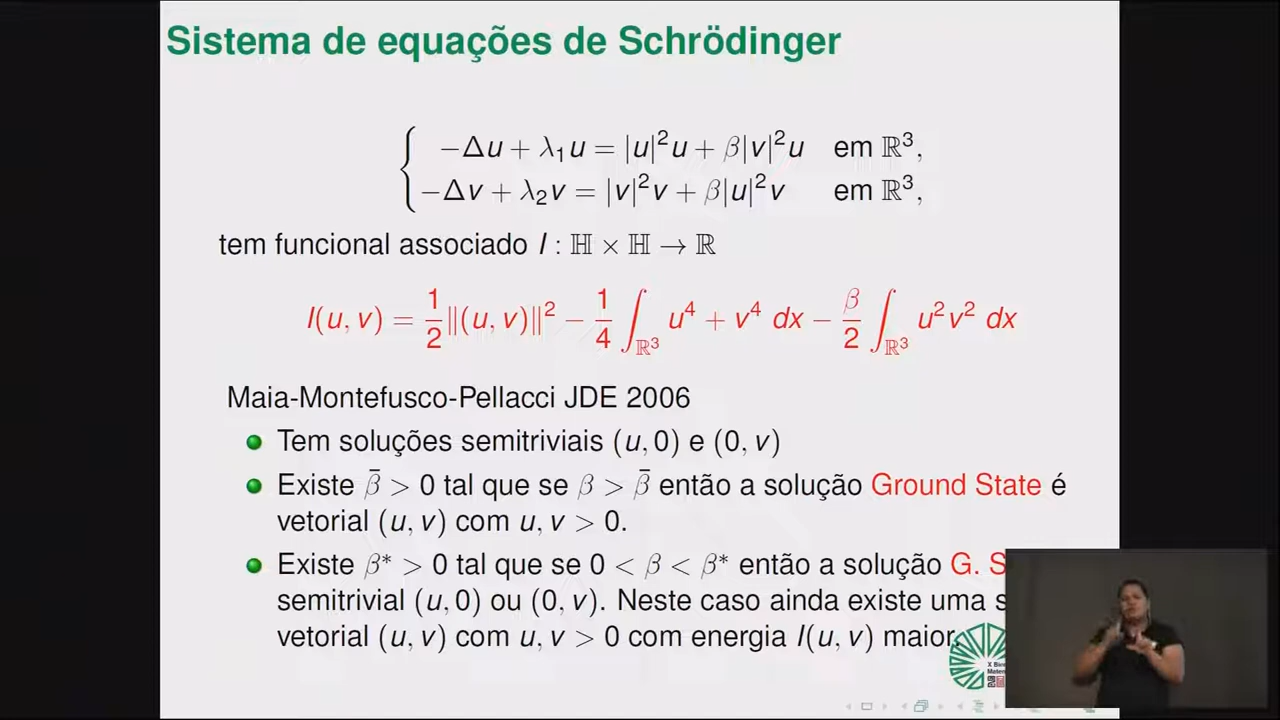 Sistema de equações de Schrödinger
−Δu + λ₁u = |u|²u + β|v|²u em ℝ³,
−Δv + λ₂v = |v|²v + β|u|²v em ℝ³,
tem funcional associado I : ℍ × ℍ → ℝ
I(u, v) = 1/2 ‖(u, v)‖² − 1/4 ∫_ℝ³ u⁴ + v⁴ dx − β/2 ∫_ℝ³ u²v² dx
Maia-Montefusco-Pellacci JDE 2006
Tem soluções semitriviais (u, 0) e (0, v)
Existe β̄ > 0 tal que se β > β̄ então a solução Ground State é
vetorial (u, v) com u, v > 0.
Existe β* > 0 tal que se 0 < β < β* então a solução G. S
semitrivial (u, 0) ou (0, v). Neste caso ainda existe uma s
vetorial (u, v) com u, v > 0 com energia I(u, v) maior.